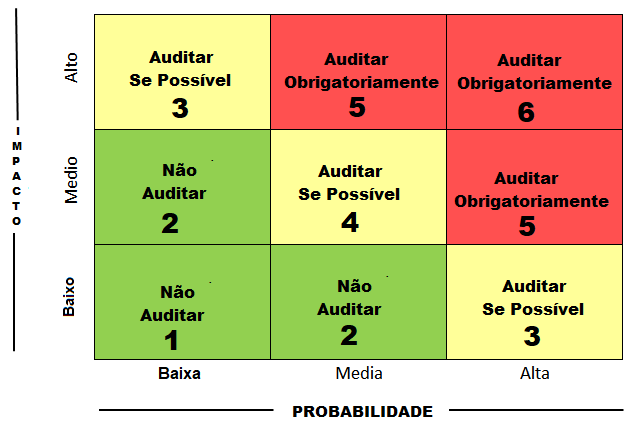 Alto
Auditar
Se Possível
3
Auditar
Obrigatoriamente
5
Auditar
Obrigatoriamente
6
IMPACTO
Medio
Não
Auditar
2
Auditar
Se Possível
4
Auditar
Obrigatoriamente
5
Baixo
Não
Auditar
1
Não
Auditar
2
Auditar
Se Possível
3
Baixa
Media
Alta
PROBABILIDADE